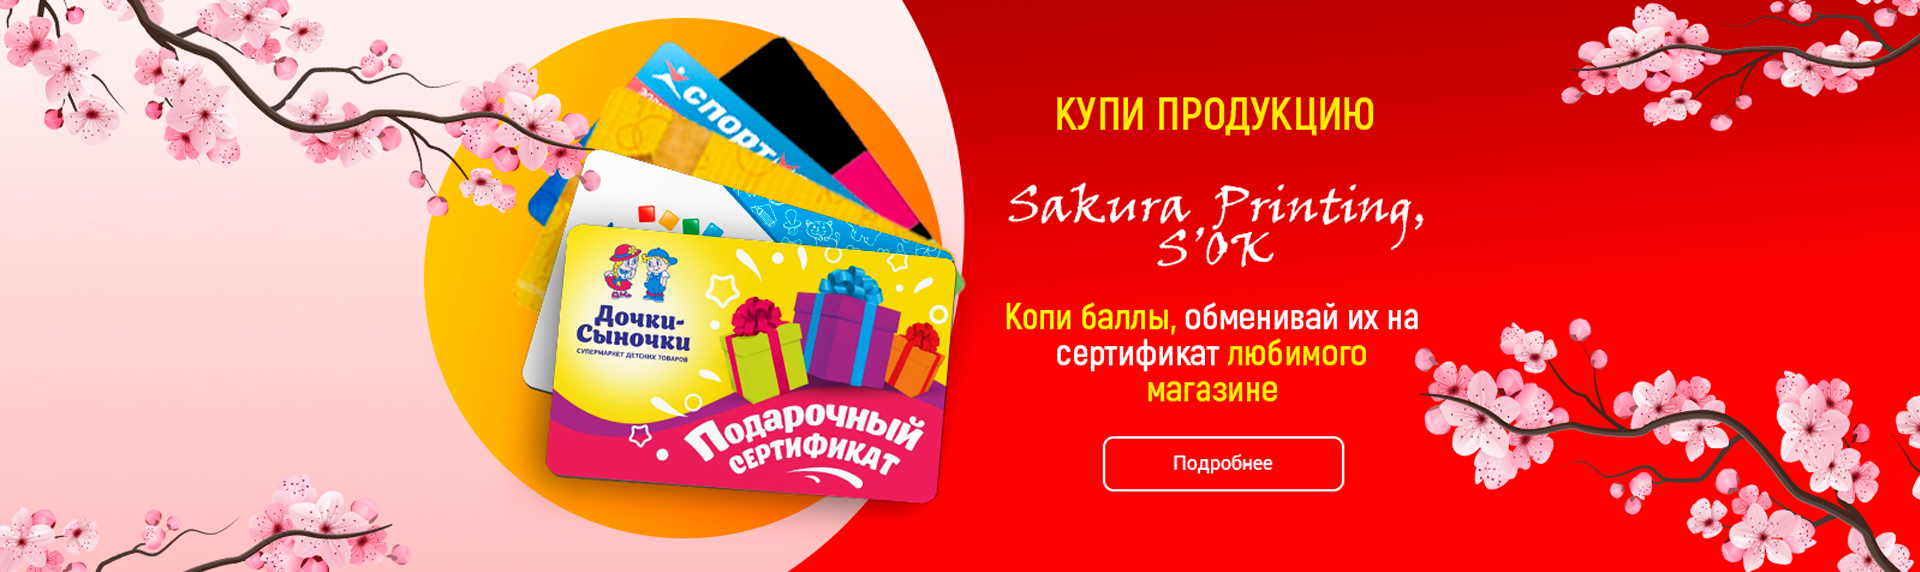 СПОРТ
Дочки-
Сыночки
СУПЕРМАРКЕТ ДЕТСКИХ ТОВАРОВ
Подарочный
сертификат
КУПИ ПРОДУКЦИЮ
Sakura Printing,
S'OK
Копи баллы, обменивай их на
сертификат любимого
магазине
Подробнее